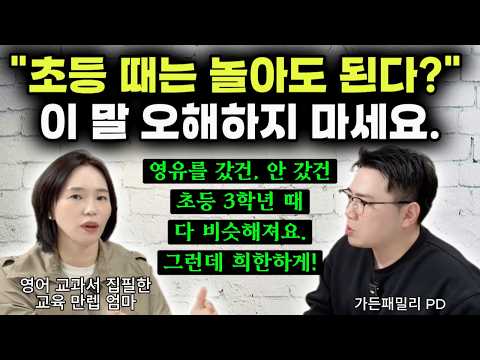 "초등 때는 놀아도 된다?"
이 말 오해하지 마세요.
영유를 갔건, 안 갔건
초등 3학년 때
다 비슷해져요.
그런데 희한하게!
영어 교과서 집필한
교육 만렙 엄마
가든패밀리 PD